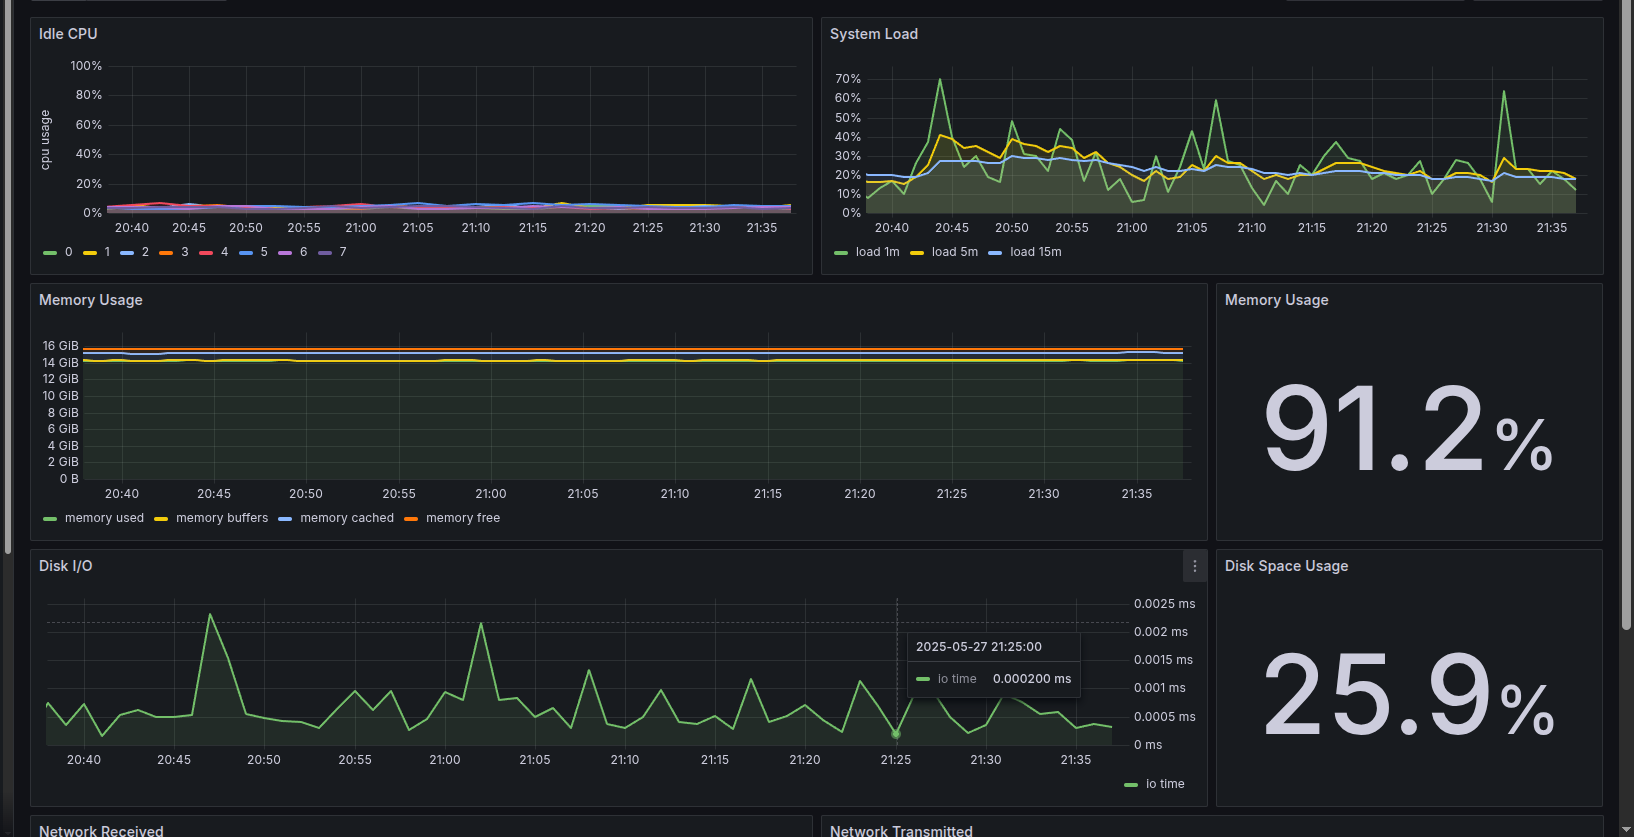 Idle CPU
cpu usage
100%
80%
60%
40%
20%
0%
20:40 20:45 20:50 20:55 21:00 21:05 21:10 21:15 21:20 21:25 21:30 21:35
0 1 2 3 4 5 6 7
System Load
70%
60%
50%
40%
30%
20%
10%
0%
20:40 20:45 20:50 20:55 21:00 21:05 21:10 21:15 21:20 21:25 21:30 21:35
load 1m load 5m load 15m
Memory Usage
16 GiB
14 GiB
12 GiB
10 GiB
8 GiB
6 GiB
4 GiB
2 GiB
0 B
20:40 20:45 20:50 20:55 21:00 21:05 21:10 21:15 21:20 21:25 21:30 21:35
memory used memory buffers memory cached memory free
Memory Usage
91.2%
Disk I/O
0.0025 ms
0.002 ms
0.0015 ms
0.001 ms
0.0005 ms
0 ms
2025-05-27 21:25:00
io time 0.000200 ms
20:40 20:45 20:50 20:55 21:00 21:05 21:10 21:15 21:20 21:25 21:30 21:35
io time
Disk Space Usage
25.9%
Network Received
Network Transmitted